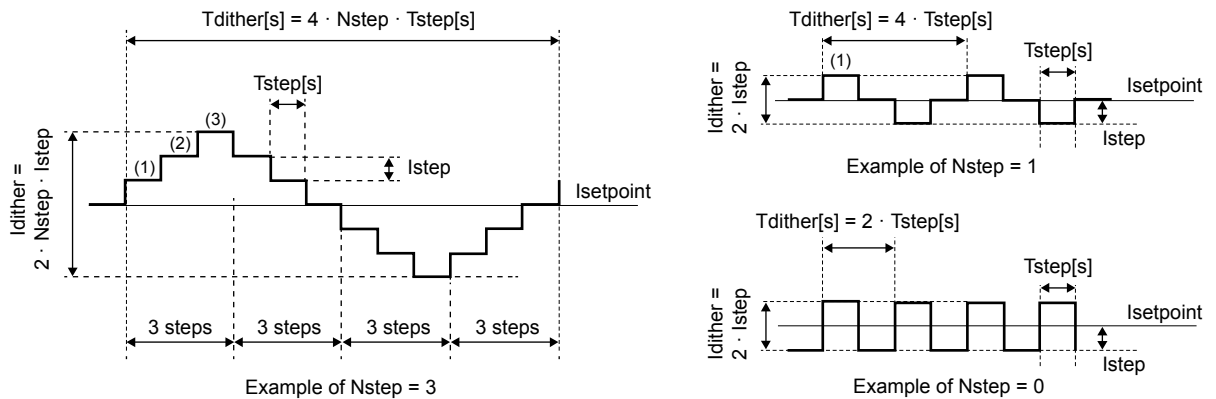 Tdither[s] = 4 · Nstep · Tstep[s]
Tstep[s]
(1)
(2)
(3)
Idither =
2 · Nstep · Istep
Istep
Isetpoint
3 steps
3 steps
3 steps
3 steps
Example of Nstep = 3
Tdither[s] = 4 · Tstep[s]
(1)
Tstep[s]
Idither =
2 · Istep
Isetpoint
Istep
Example of Nstep = 1
Tdither[s] = 2 · Tstep[s]
Tstep[s]
Idither =
2 · Istep
Isetpoint
Istep
Example of Nstep = 0